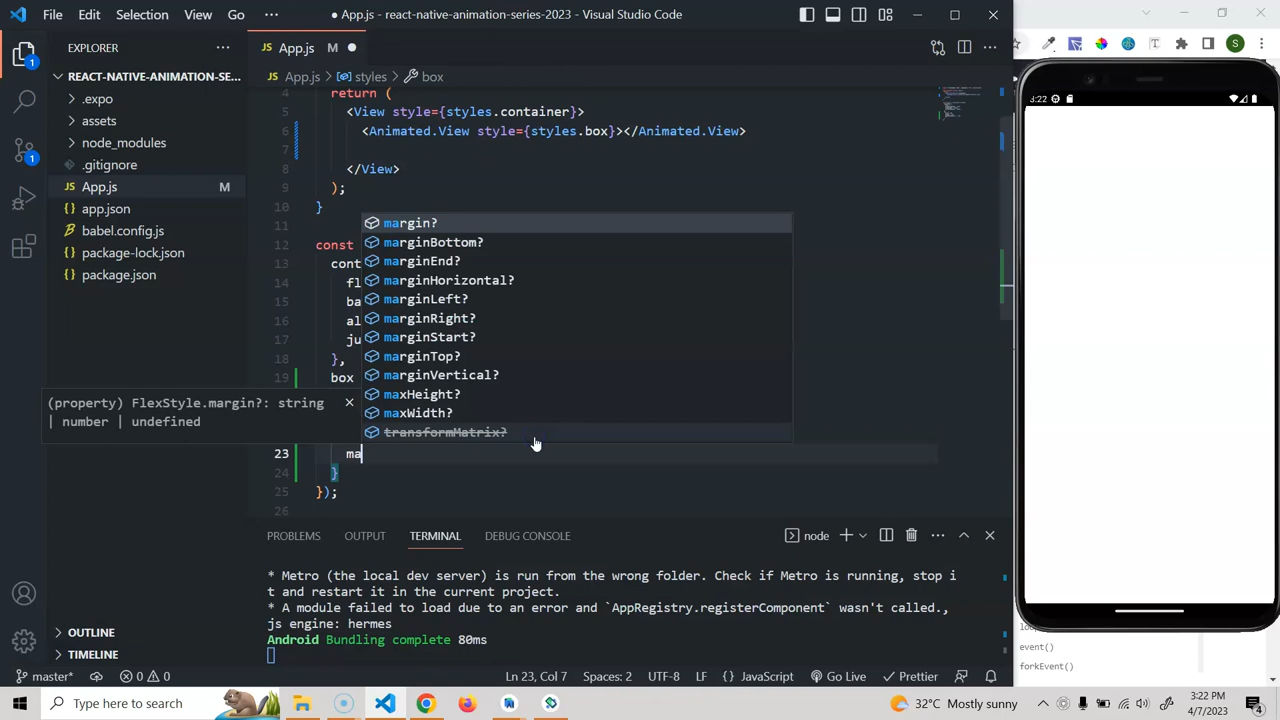 File Edit Selection View Go ··· ● App.js - react-native-animation-series-2023 - Visual Studio Code
EXPLORER ···
App.js M
REACT-NATIVE-ANIMATION-SE...
App.js > styles > box
.expo
assets
node_modules
.gitignore
App.js M
app.json
babel.config.js
package-lock.json
package.json
4 return (
5 <View style={styles.container}>
6 <Animated.View style={styles.box}></Animated.View>
7
8 </View>
9 );
10 }
11
12 const
13 cont
14 fl
15 ba
16 al
17 ju
18 },
19 box
23 ma
24 }
25 });
26
margin?
marginBottom?
marginEnd?
marginHorizontal?
marginLeft?
marginRight?
marginStart?
marginTop?
marginVertical?
maxHeight?
maxWidth?
transformMatrix?
(property) FlexStyle.margin?: string
| number | undefined
PROBLEMS OUTPUT TERMINAL DEBUG CONSOLE node
* Metro (the local dev server) is run from the wrong folder. Check if Metro is running, stop i
t and restart it in the current project.
* A module failed to load due to an error and `AppRegistry.registerComponent` wasn't called.,
js engine: hermes
Android Bundling complete 80ms
OUTLINE
TIMELINE
master* 0 0 Ln 23, Col 7 Spaces: 2 UTF-8 LF {} JavaScript Go Live Prettier
1
1
S
3:22
event()
forkEvent()
Type here to search
32°C Mostly sunny
3:22 PM
4/7/2023
4